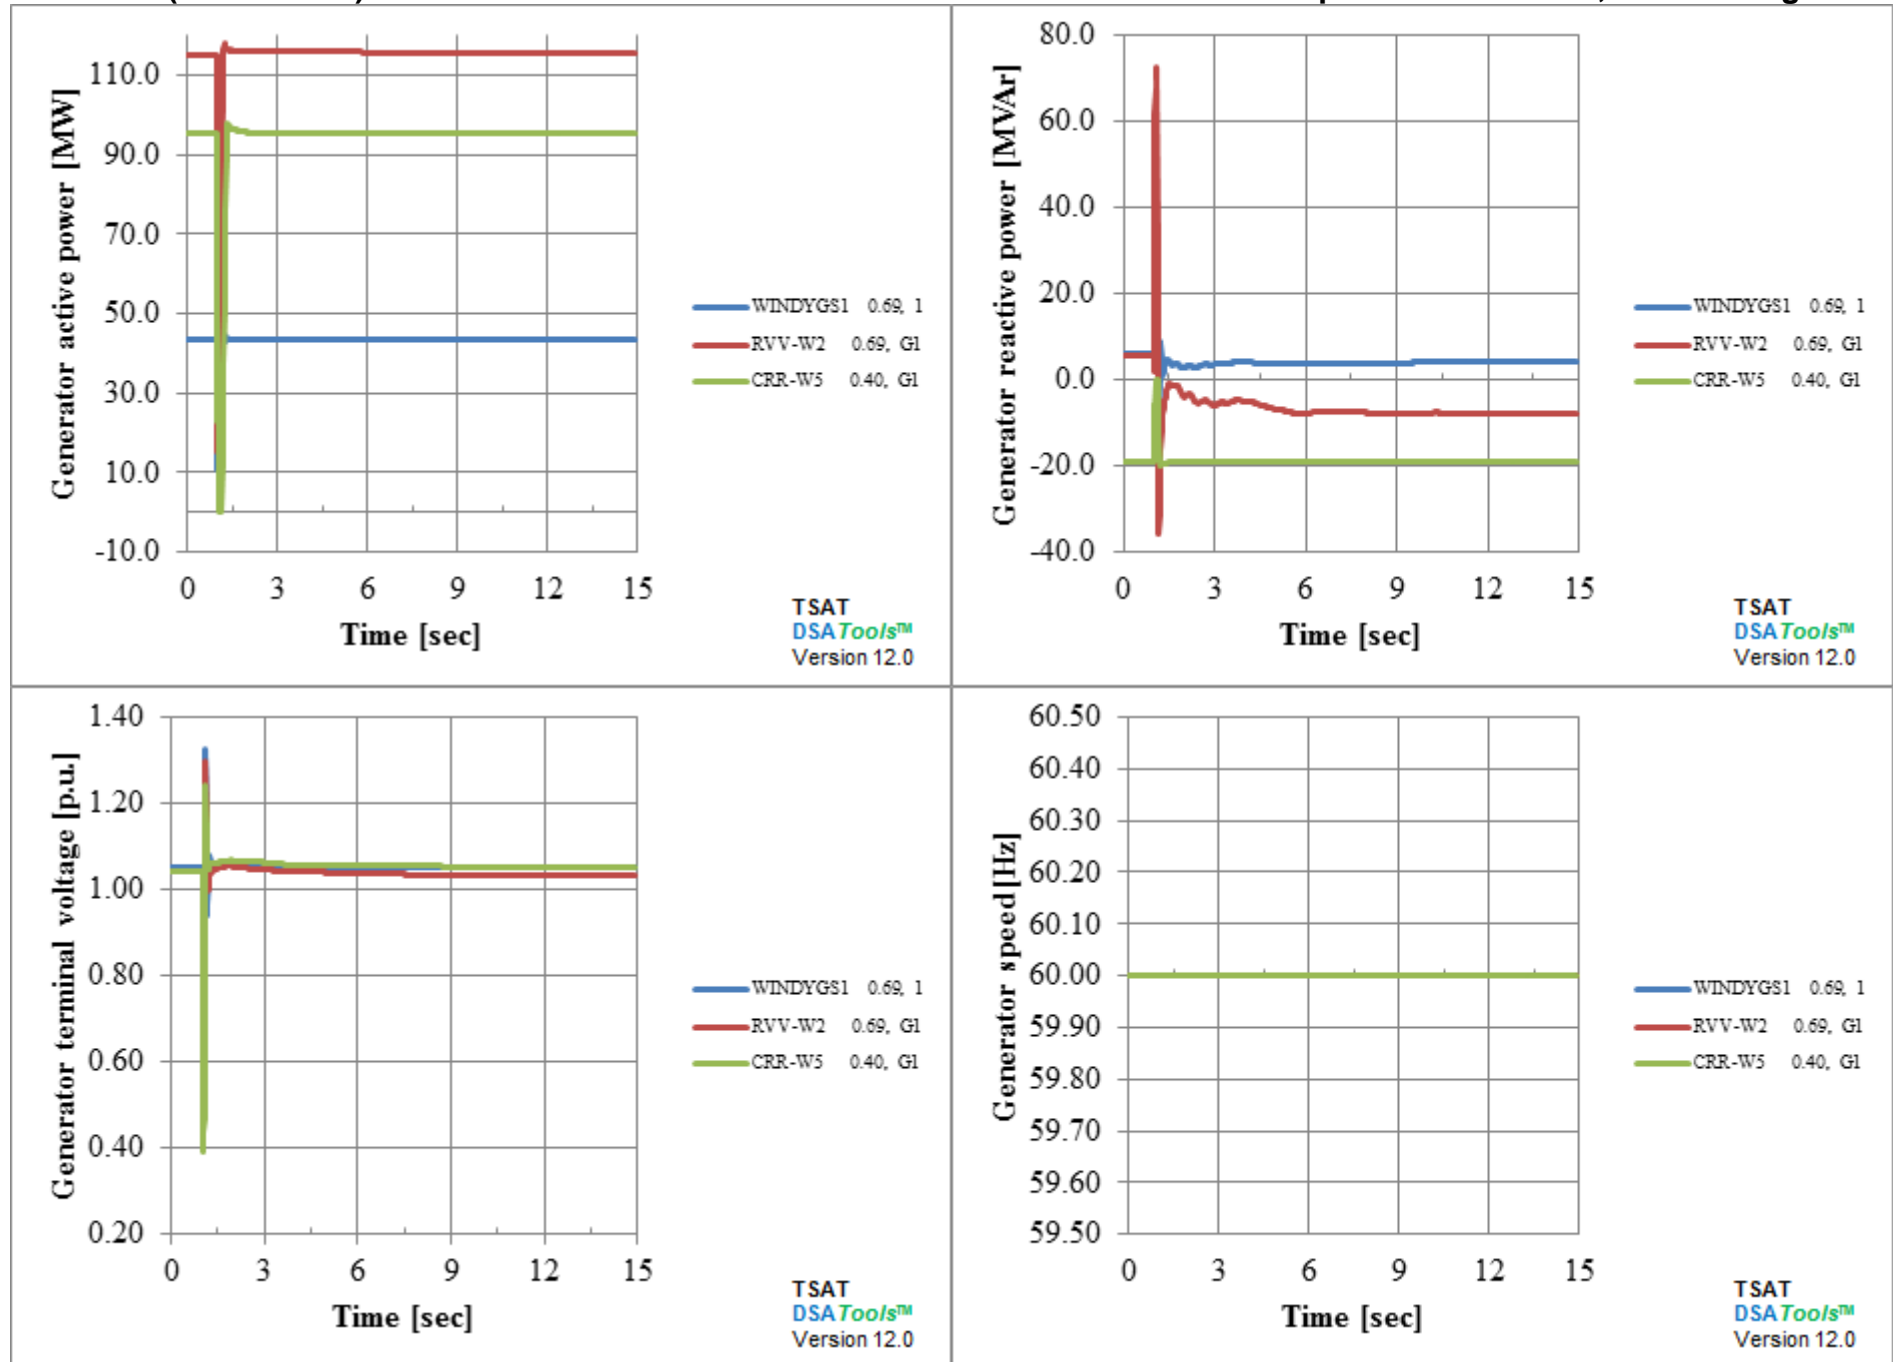 Generator active power [MW]
110.0
90.0
70.0
50.0
30.0
10.0
-10.0
0 3 6 9 12 15
Time [sec]
WINDYGS1 0.69, 1
RVV-W2 0.69, G1
CRR-W5 0.40, G1
TSAT
DSATools™
Version 12.0
Generator reactive power [MVAr]
80.0
60.0
40.0
20.0
0.0
-20.0
-40.0
0 3 6 9 12 15
Time [sec]
WINDYGS1 0.69, 1
RVV-W2 0.69, G1
CRR-W5 0.40, G1
TSAT
DSATools™
Version 12.0
Generator terminal voltage [p.u.]
1.40
1.20
1.00
0.80
0.60
0.40
0.20
0 3 6 9 12 15
Time [sec]
WINDYGS1 0.69, 1
RVV-W2 0.69, G1
CRR-W5 0.40, G1
TSAT
DSATools™
Version 12.0
Generator speed[Hz]
60.50
60.40
60.30
60.20
60.10
60.00
59.90
59.80
59.70
59.60
59.50
0 3 6 9 12 15
Time [sec]
WINDYGS1 0.69, 1
RVV-W2 0.69, G1
CRR-W5 0.40, G1
TSAT
DSATools™
Version 12.0